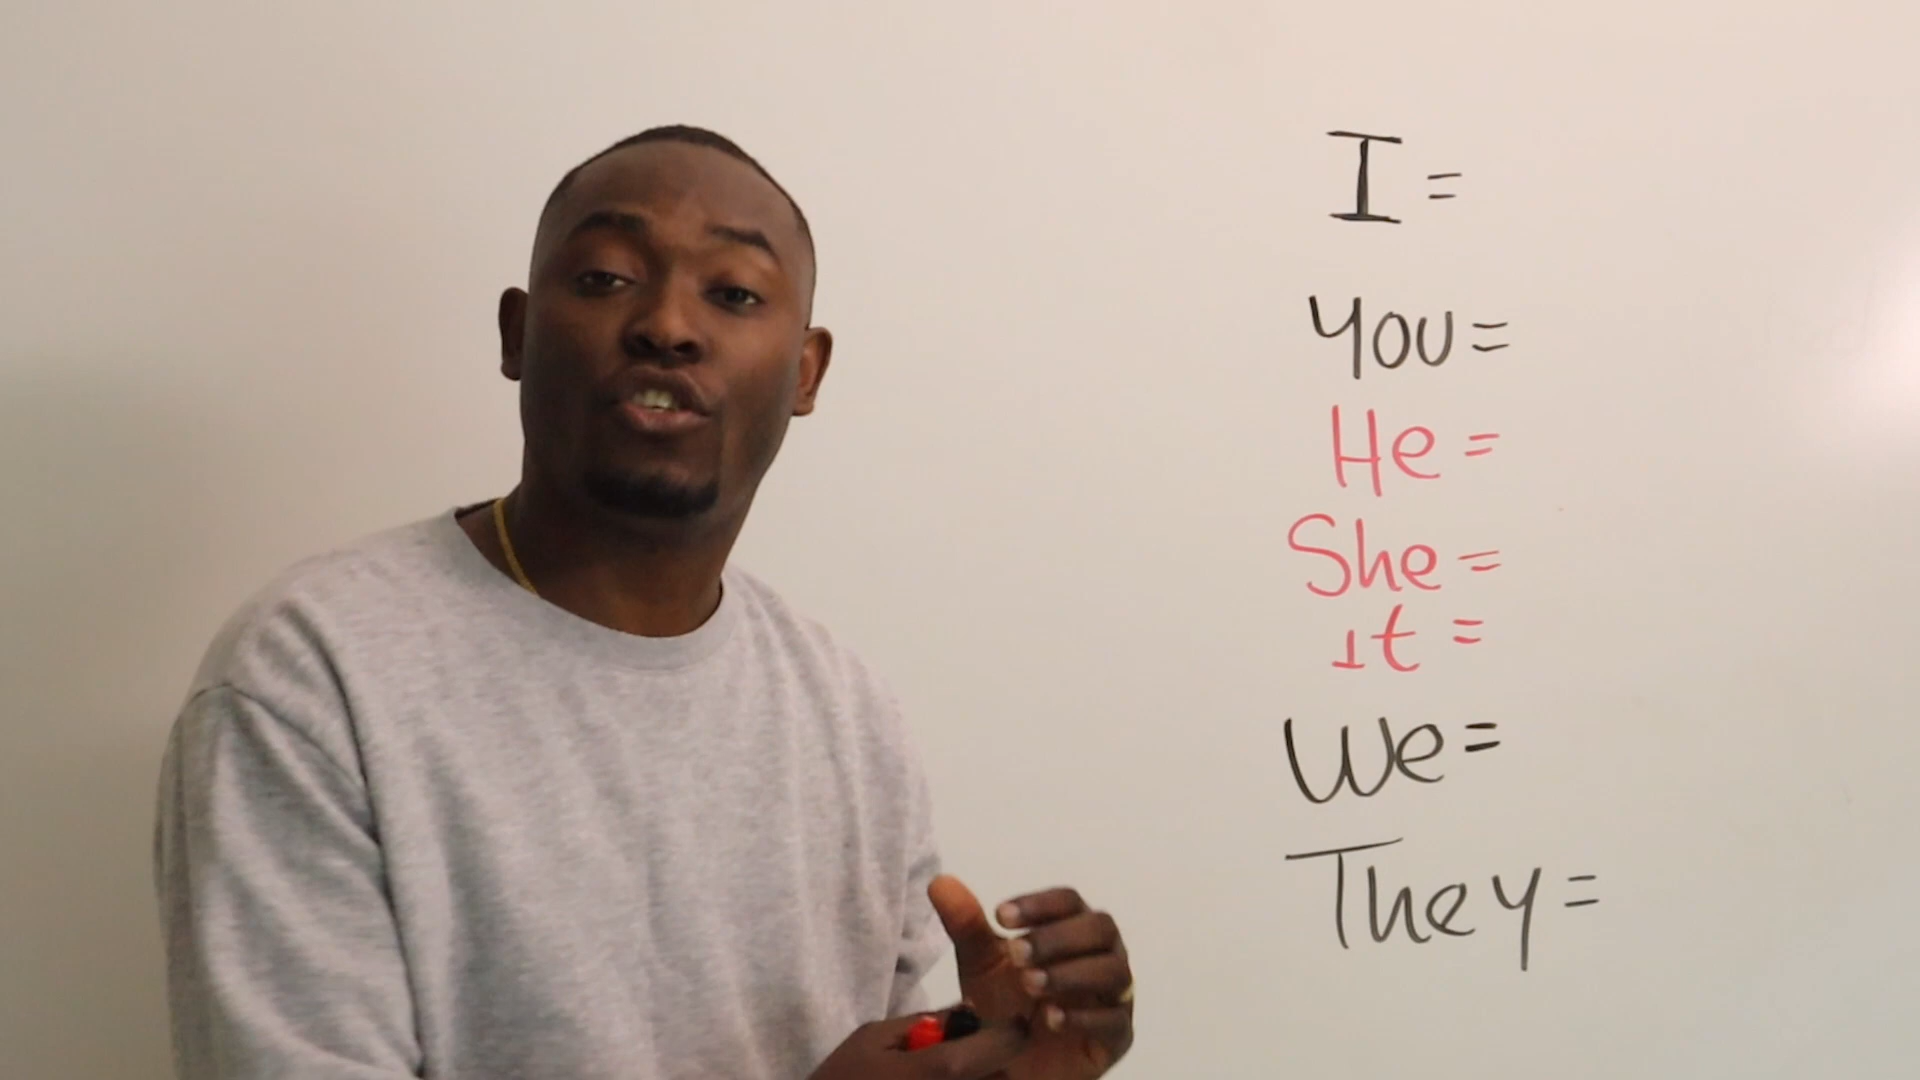 I =
You =
He =
She =
It =
We =
They =